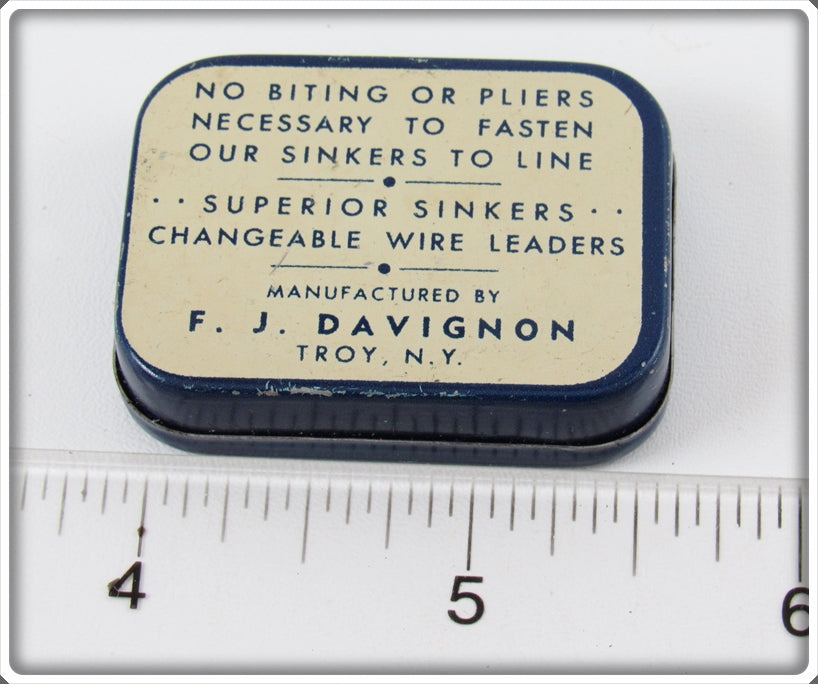 NO BITING OR PLIERS
NECESSARY TO FASTEN
OUR SINKERS TO LINE
·· SUPERIOR SINKERS ··
CHANGEABLE WIRE LEADERS
MANUFACTURED BY
F. J. DAVIGNON
TROY, N.Y.
4 5 6